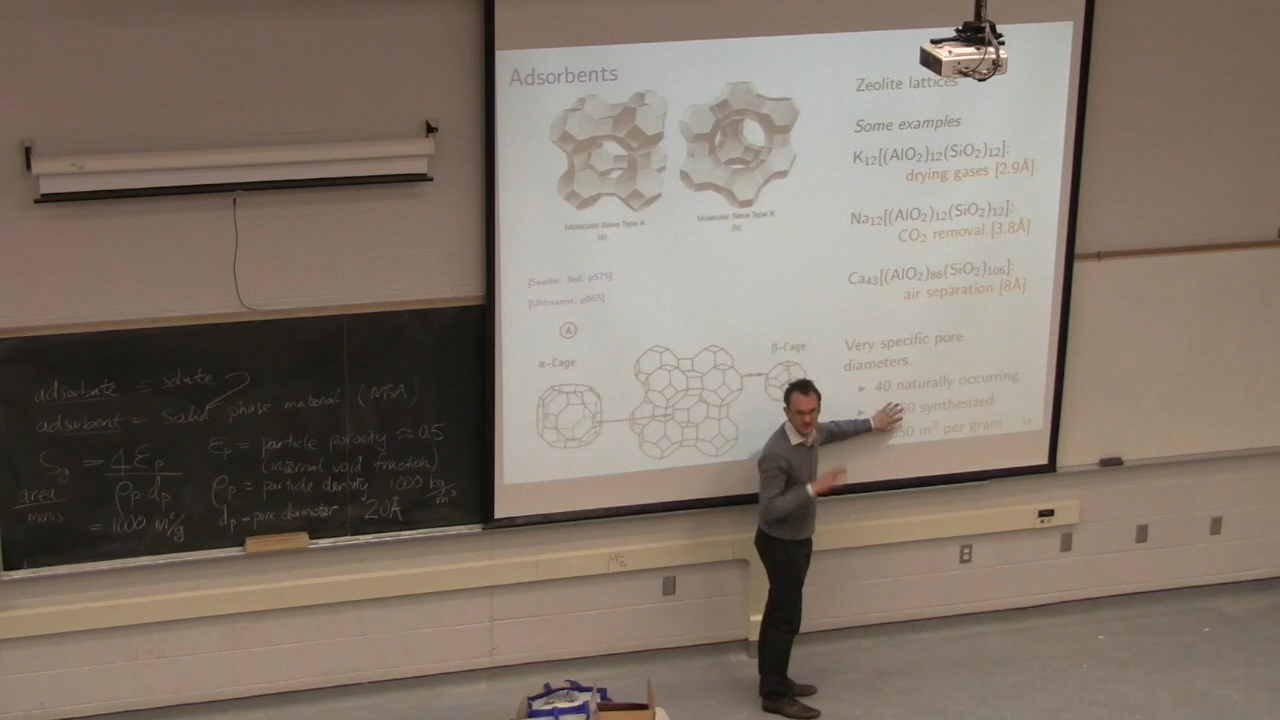 adsorbate = solute
adsorbent = solid phase material (MSA)
Sg = 4εp / ρp dp
area
mass
= 1000 m²/g
εp = particle porosity ≈ 0.5
(internal void fraction)
ρp = particle density 1000 kg/m³
dp = pore diameter 20Å
Adsorbents
Molecular Sieve Type A
(a)
Molecular Sieve Type X
(b)
[Seader, 3ed, p575]
[Uhlmanns, p565]
A
α-Cage
β-Cage
Zeolite lattices
Some examples
K₁₂[(AlO₂)₁₂(SiO₂)₁₂]:
drying gases [2.9Å]
Na₁₂[(AlO₂)₁₂(SiO₂)₁₂]:
CO₂ removal [3.8Å]
Ca₄₃[(AlO₂)₈₆(SiO₂)₁₀₆]:
air separation [8Å]
Very specific pore
diameters.
▸ 40 naturally occurring
▸ synthesized
m² per gram